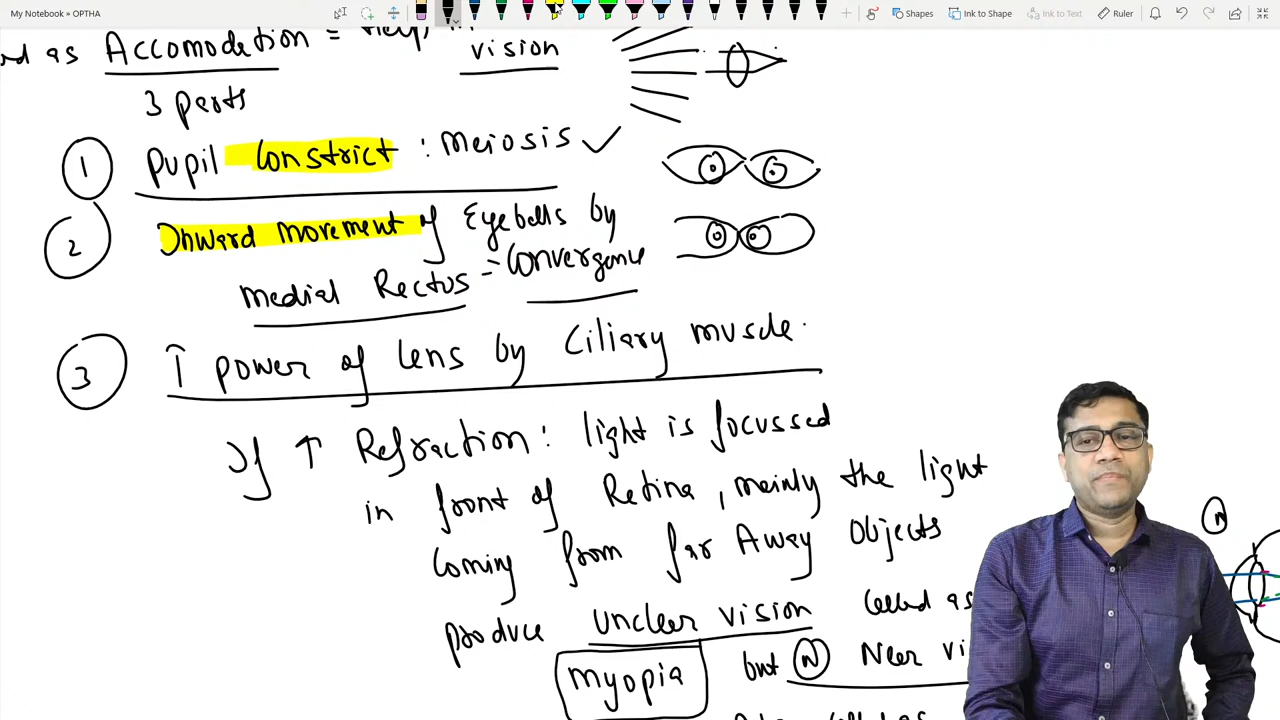 My Notebook » OPTHA
Shapes
Ink to Shape
Ink to Text
Ruler
as Accomodation =
vision
3 parts
1 Pupil Constrict : Meiosis ✓
2 Inward movement of Eyeballs by
Medial Rectus = Convergence
3 ↑ power of lens by Ciliary muscle.
If ↑ Refraction : light is focussed
in front of Retina, mainly the light
coming from far Away objects
produce unclear vision called as
Myopia but N Near vi
N
called as